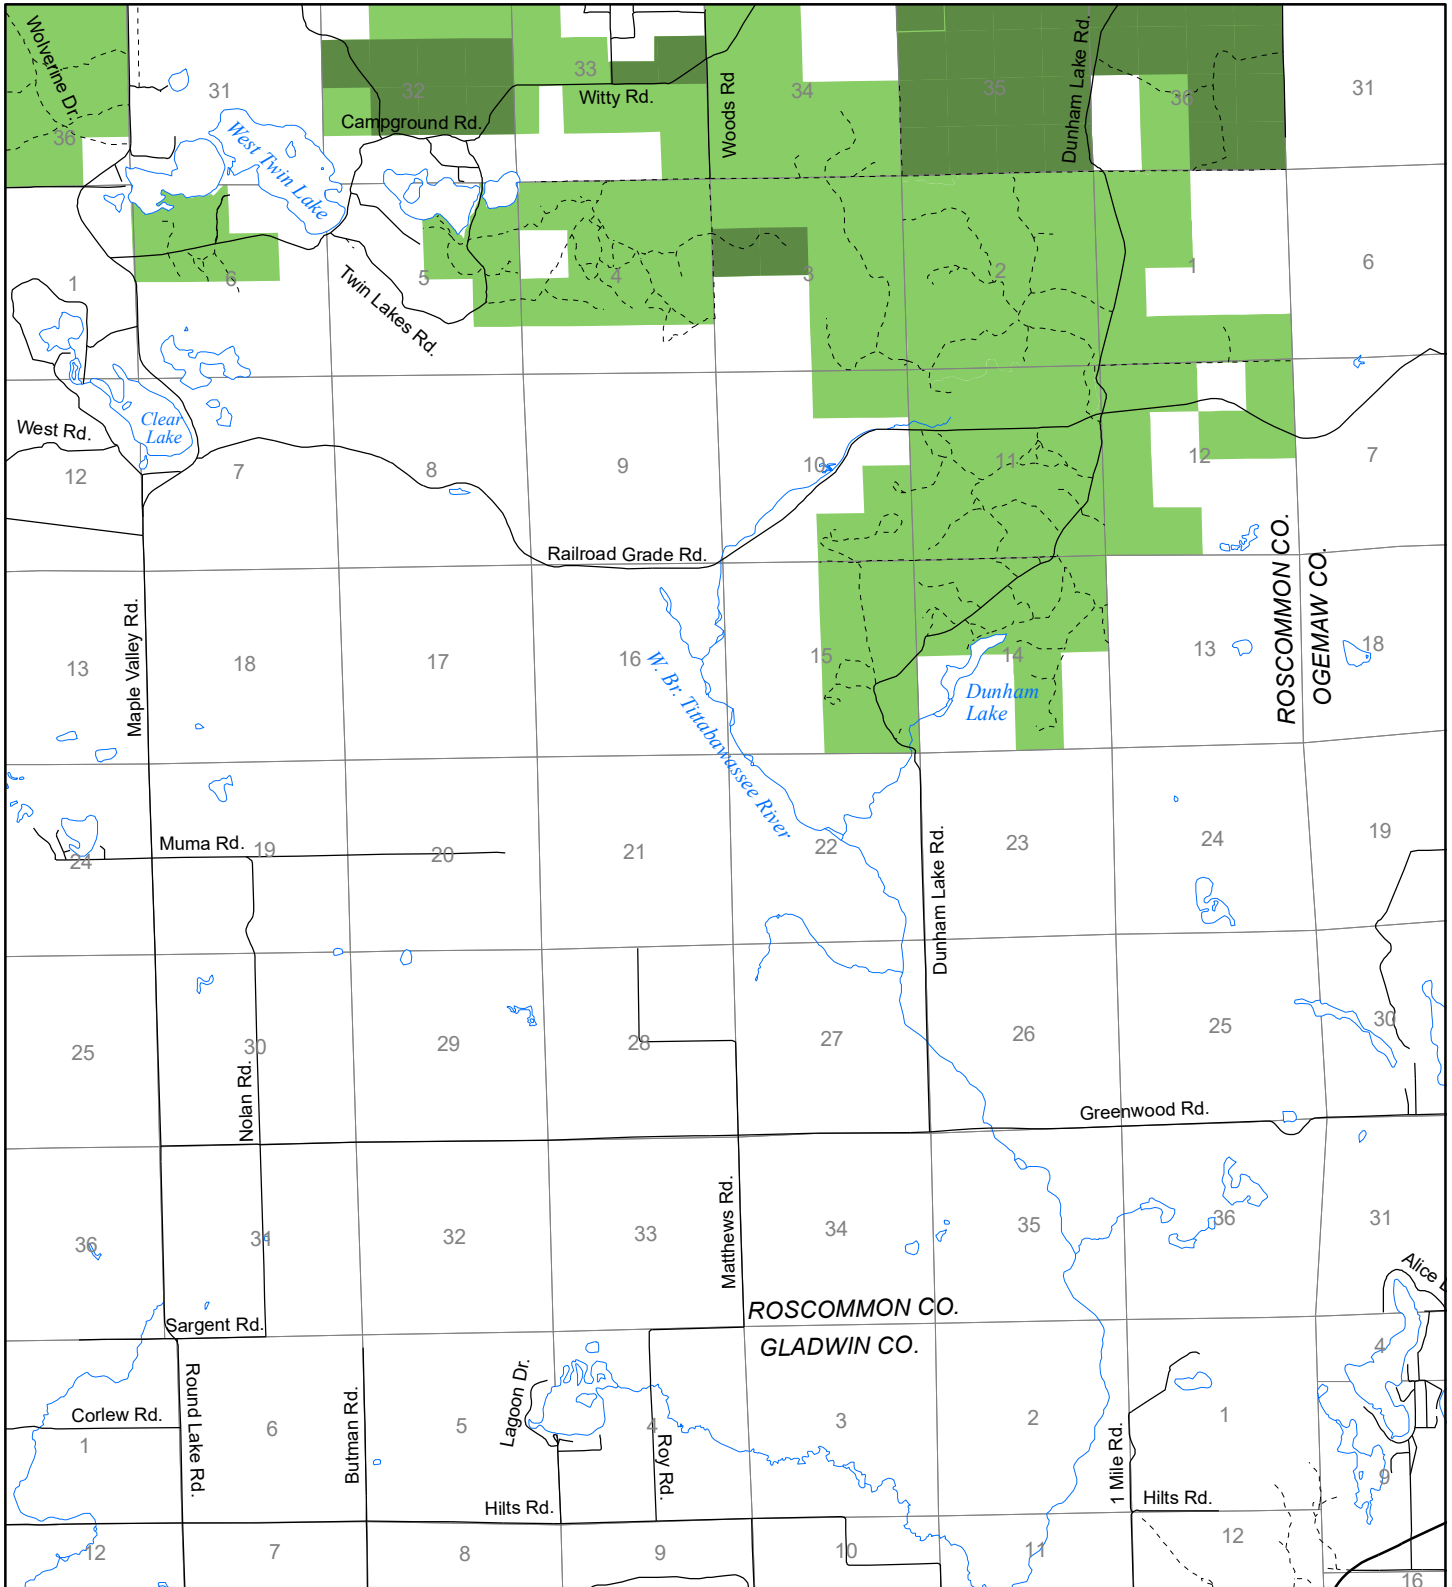 Wolverine Dr.
36
31
32
33
34
35
36
31
Witty Rd.
Campground Rd.
Woods Rd
Dunham Lake Rd.
West Twin Lake
1
6
5
4
3
2
1
6
Twin Lakes Rd.
Clear
Lake
West Rd.
12
7
8
9
10
11
12
7
Railroad Grade Rd.
Maple Valley Rd.
ROSCOMMON CO.
OGEMAW CO.
13
18
17
16
15
14
13
18
W. Br. Tittabawassee River
Dunham
Lake
Muma Rd.
24
19
20
21
22
23
24
19
Dunham Lake Rd.
25
30
29
28
27
26
25
30
Nolan Rd.
Greenwood Rd.
Matthews Rd.
36
31
32
33
34
35
36
31
Alice
ROSCOMMON CO.
GLADWIN CO.
Sargent Rd.
Round Lake Rd.
Butman Rd.
Lagoon Dr.
Roy Rd.
1 Mile Rd.
Corlew Rd.
1
6
5
4
3
2
1
4
9
Hilts Rd.
Hilts Rd.
12
7
8
9
10
11
12
16